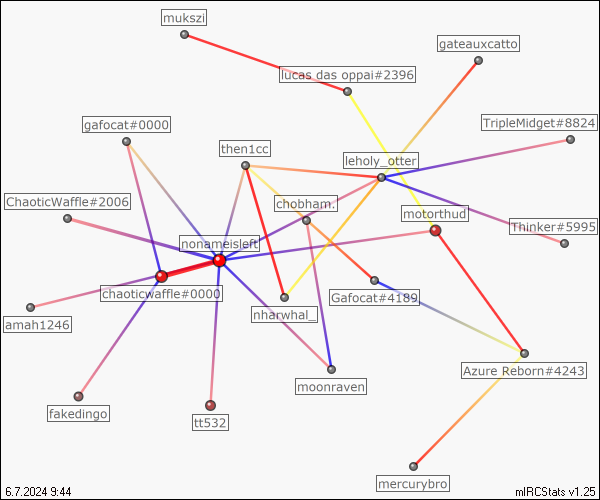 mukszi
gateauxcatto
lucas das oppai#2396
gafocat#0000
TripleMidget#8824
then1cc
leholy_otter
ChaoticWaffle#2006
chobham.
motorthud
Thinker#5995
nonameisleft
chaoticwaffle#0000
Gafocat#4189
nharwhal_
amah1246
Azure Reborn#4243
moonraven
fakedingo
tt532
mercurybro
6.7.2024 9:44
mIRCStats v1.25